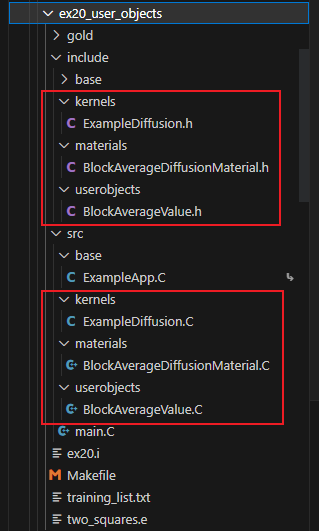 ex20_user_objects
gold
include
base
kernels
C ExampleDiffusion.h
materials
C BlockAverageDiffusionMaterial.h
userobjects
C BlockAverageValue.h
src
base
C ExampleApp.C
kernels
C ExampleDiffusion.C
materials
C BlockAverageDiffusionMaterial.C
userobjects
C BlockAverageValue.C
C main.C
ex20.i
M Makefile
training_list.txt
two_squares.e